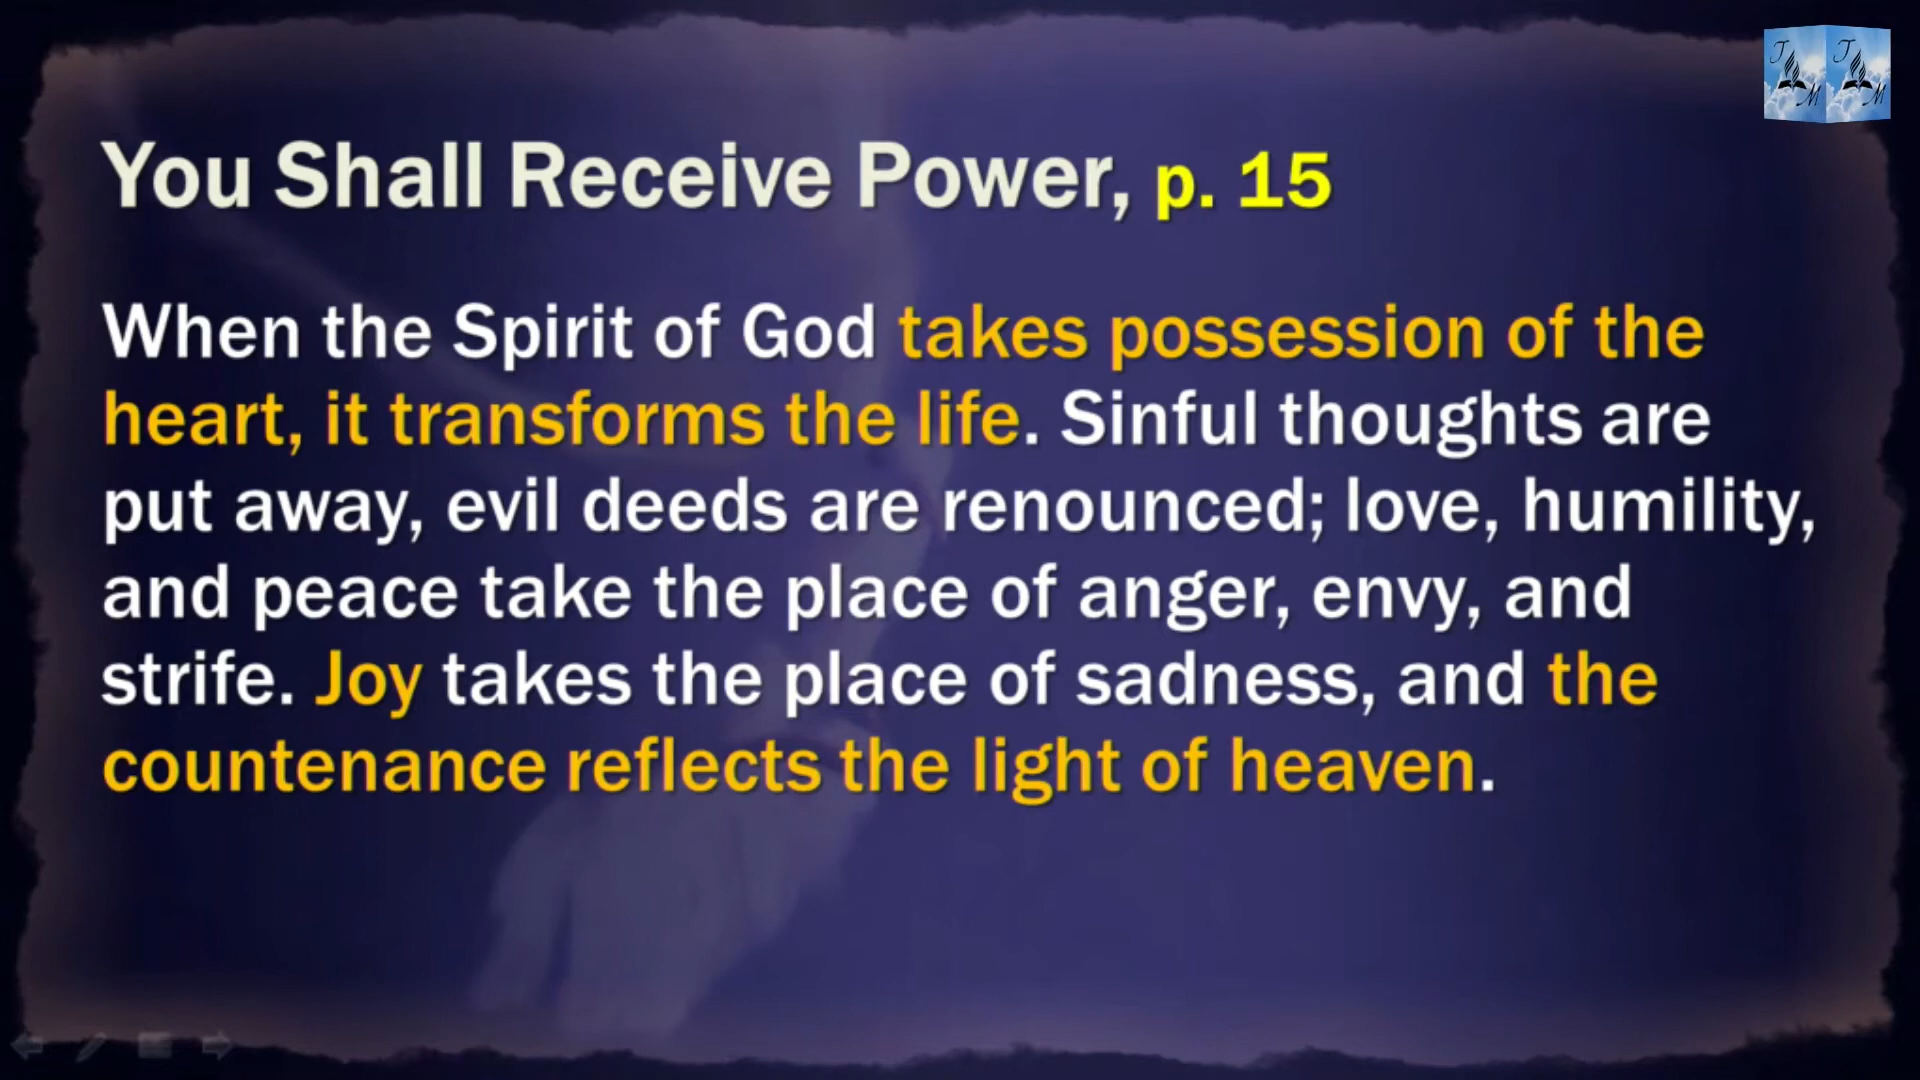 You Shall Receive Power, p. 15
When the Spirit of God takes possession of the
heart, it transforms the life. Sinful thoughts are
put away, evil deeds are renounced; love, humility,
and peace take the place of anger, envy, and
strife. Joy takes the place of sadness, and the
countenance reflects the light of heaven.
J M J M